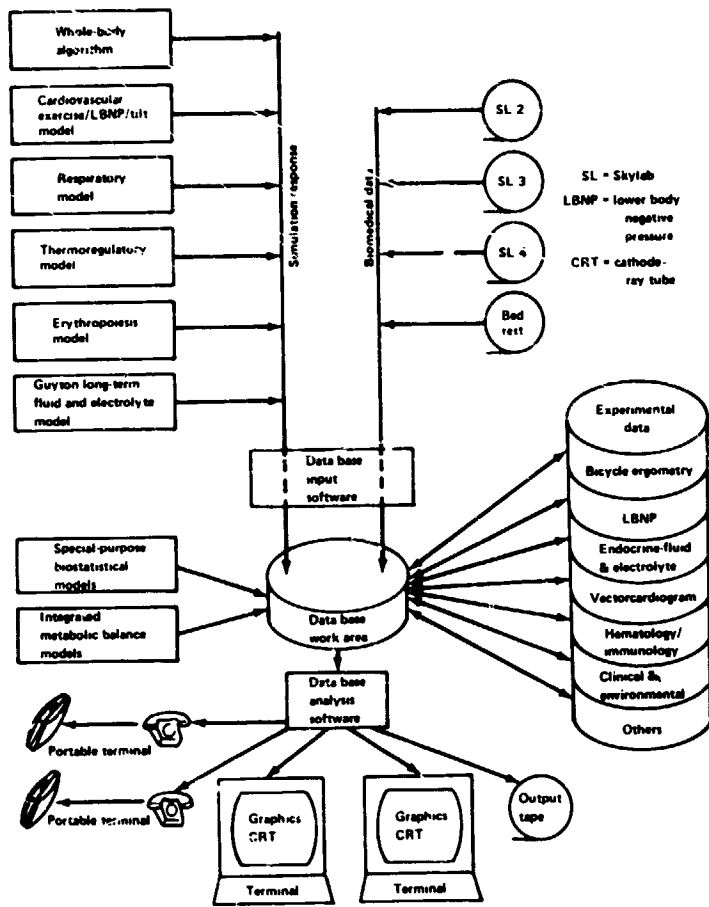 Whole-body
algorithm
Cardiovascular
exercise/LBNP/tilt
model
Respiratory
model
Thermoregulatory
model
Erythropoiesis
model
Guyton long-term
fluid and electrolyte
model
Simulation response
Biomedical data
SL 2
SL 3
SL 4
Bed
rest
SL = Skylab
LBNP = lower body
negative
pressure
CRT = cathode-
ray tube
Data base
input
software
Experimental
data
Bicycle ergometry
LBNP
Endocrine-fluid
& electrolyte
Vectorcardiogram
Hematology/
immunology
Clinical &
environmental
Others
Special-purpose
biostatistical
models
Integrated
metabolic balance
models
Data base
work area
Data base
analysis
software
Portable terminal
Portable terminal
Graphics
CRT
Terminal
Graphics
CRT
Terminal
Output
tape